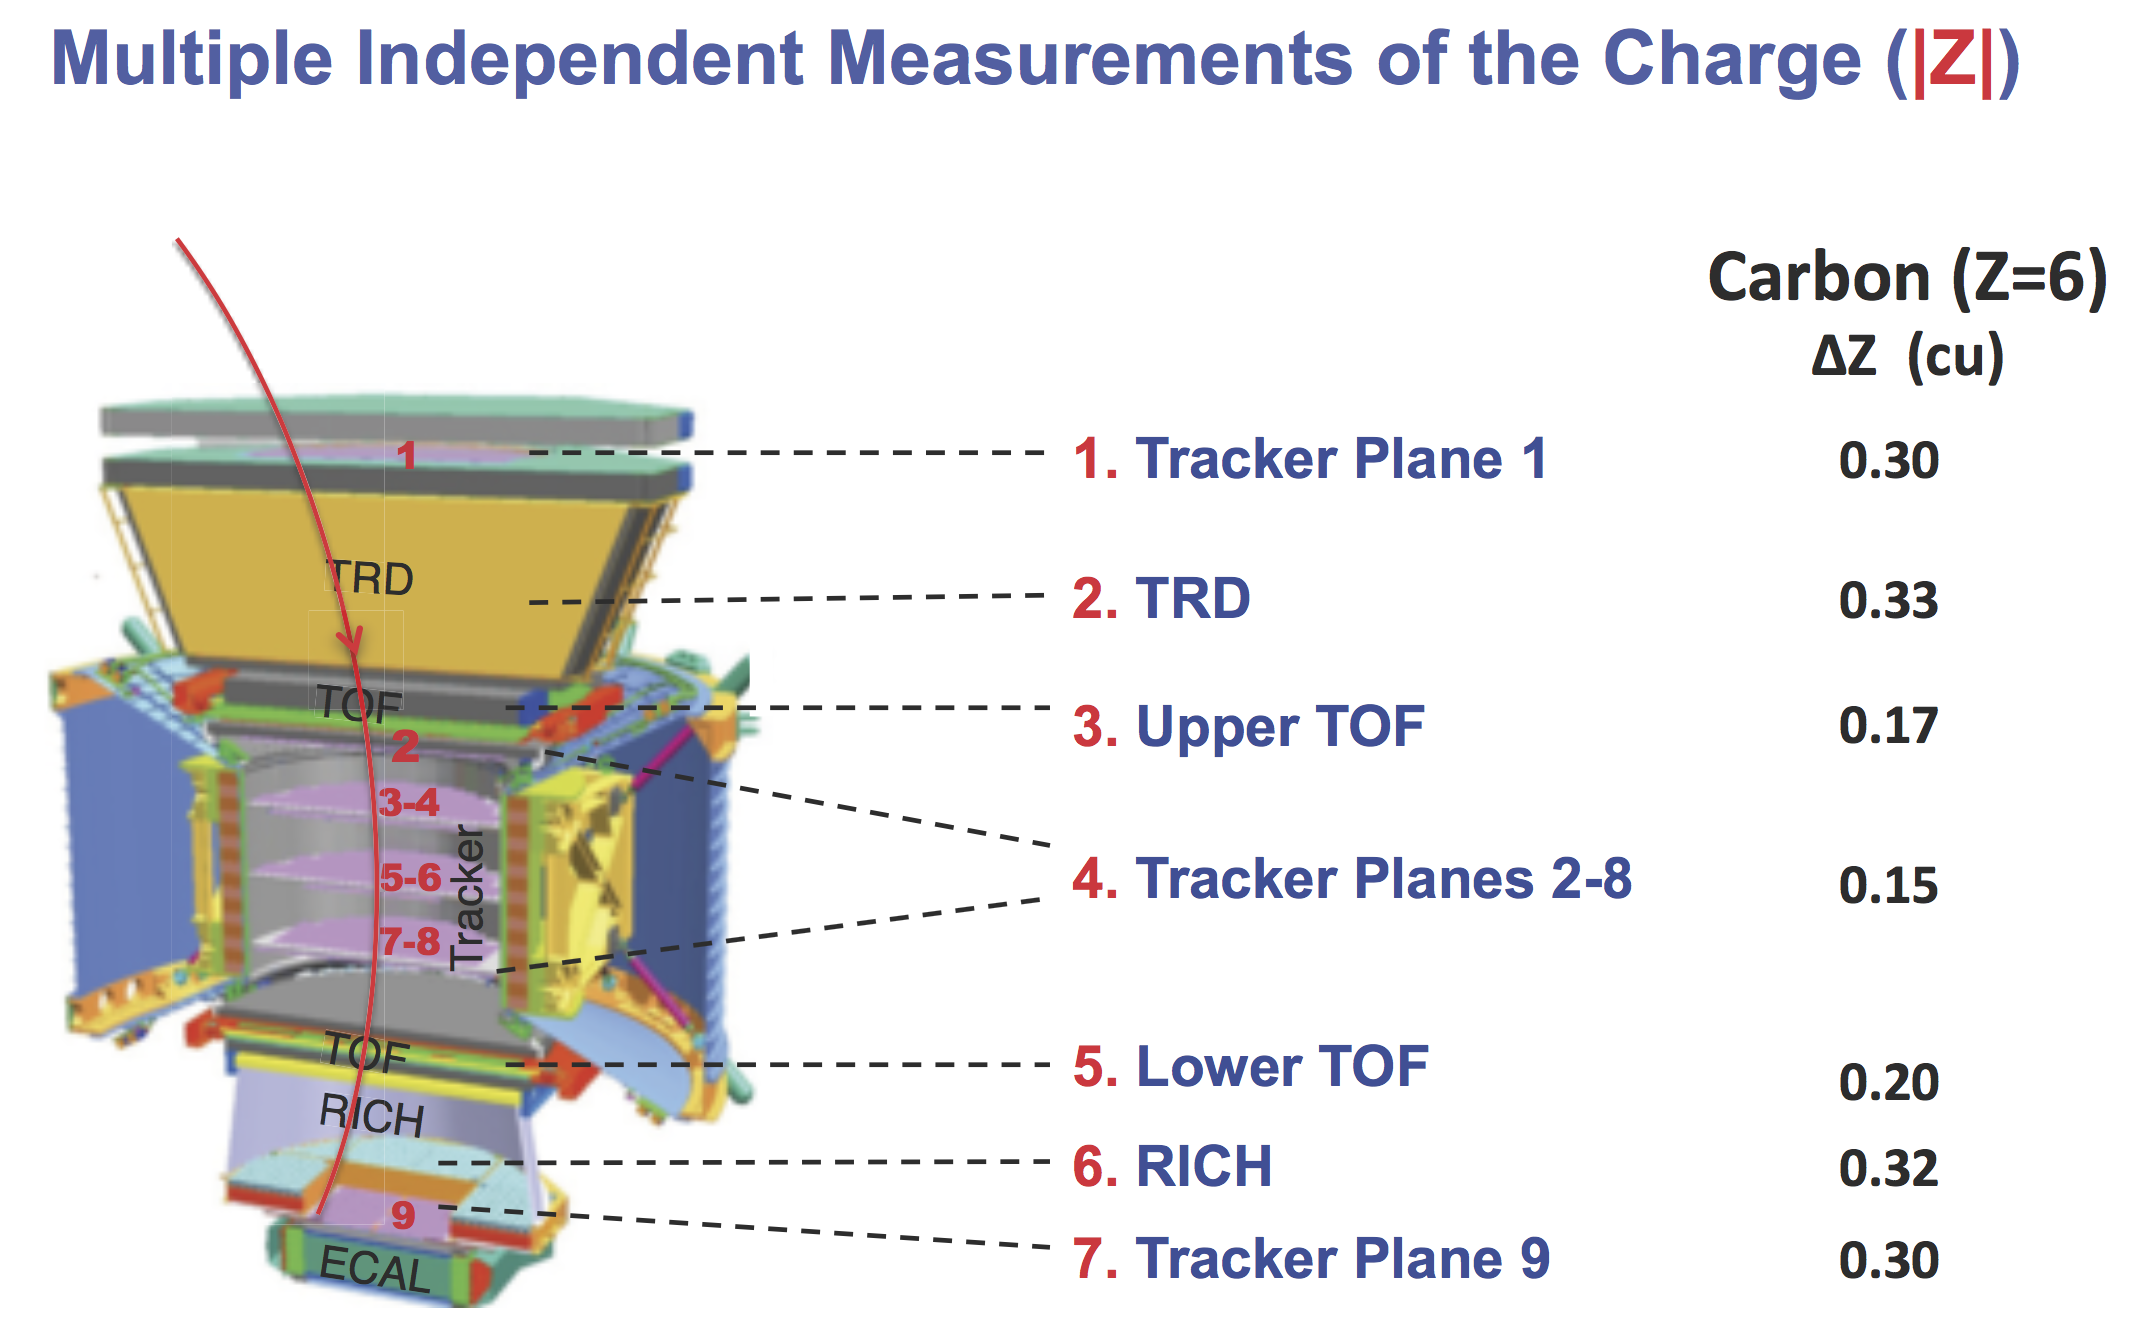 Multiple Independent Measurements of the Charge (|Z|)
Carbon (Z=6)
ΔZ (cu)
1. Tracker Plane 1 0.30
2. TRD 0.33
3. Upper TOF 0.17
4. Tracker Planes 2-8 0.15
5. Lower TOF 0.20
6. RICH 0.32
7. Tracker Plane 9 0.30
1
TRD
TOF
2
3-4
5-6
7-8
Tracker
TOF
RICH
9
ECAL